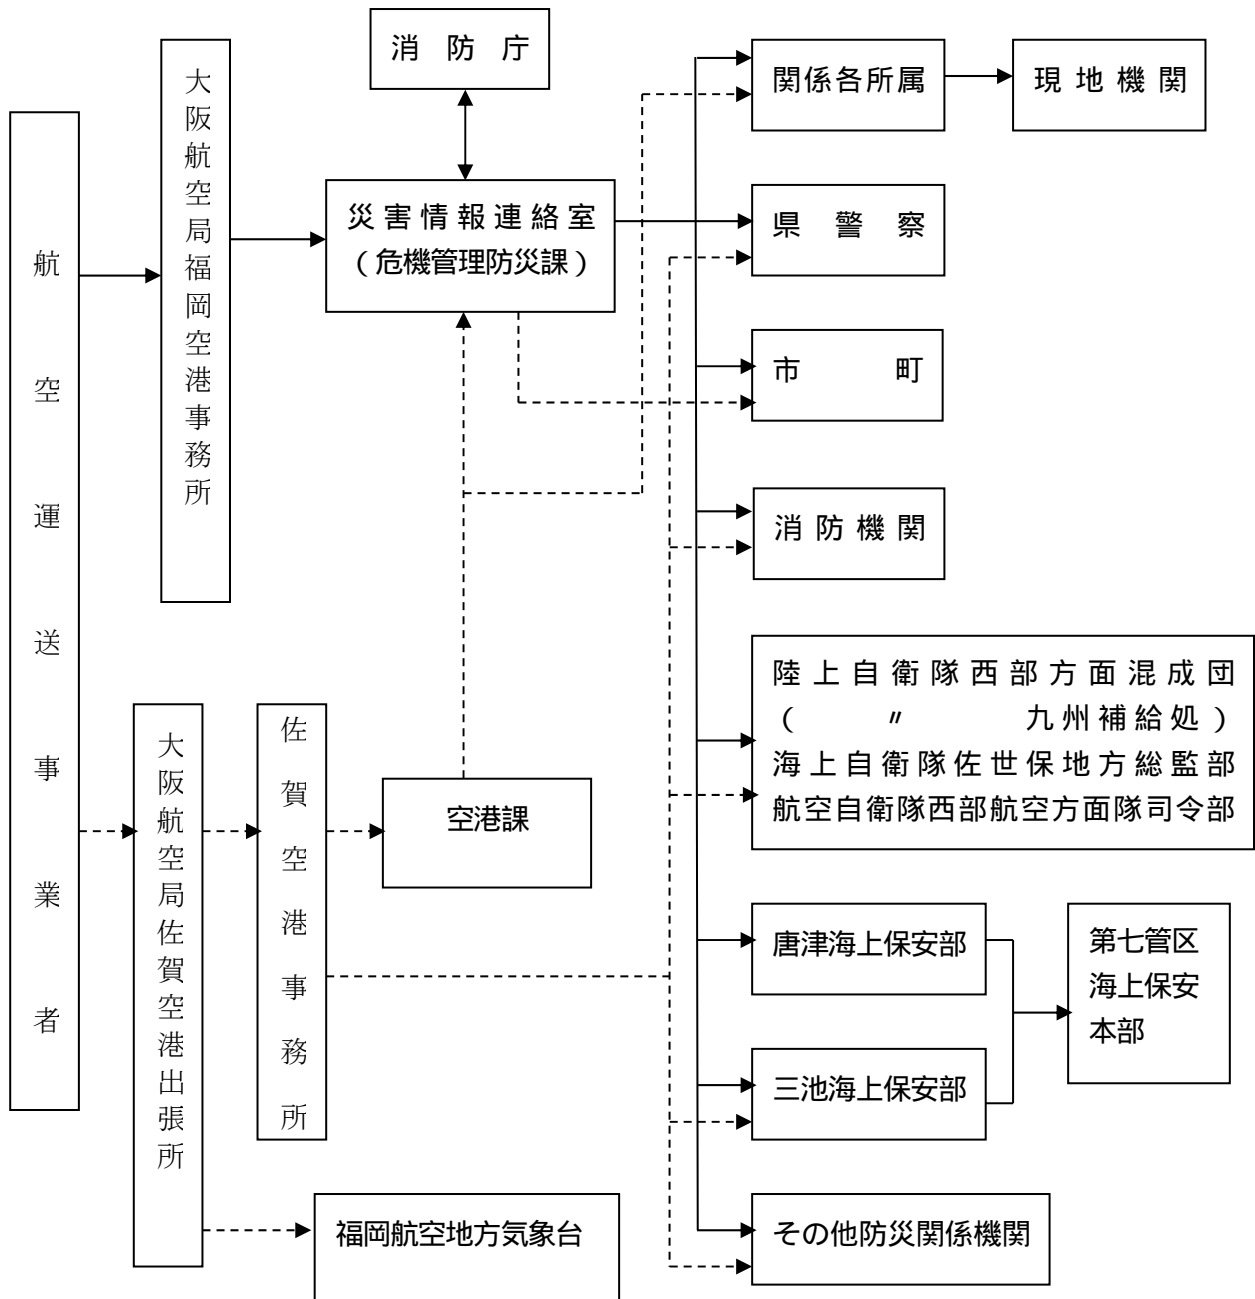 航空運送事業者
大阪航空局福岡空港事務所
消防庁
災害情報連絡室
(危機管理防災課)
大阪航空局佐賀空港出張所
佐賀空港事務所
空港課
福岡航空地方気象台
関係各所属
現地機関
県警察
市町
消防機関
陸上自衛隊西部方面混成団
( 〃 九州補給処)
海上自衛隊佐世保地方総監部
航空自衛隊西部航空方面隊司令部
唐津海上保安部
三池海上保安部
第七管区
海上保安
本部
その他防災関係機関